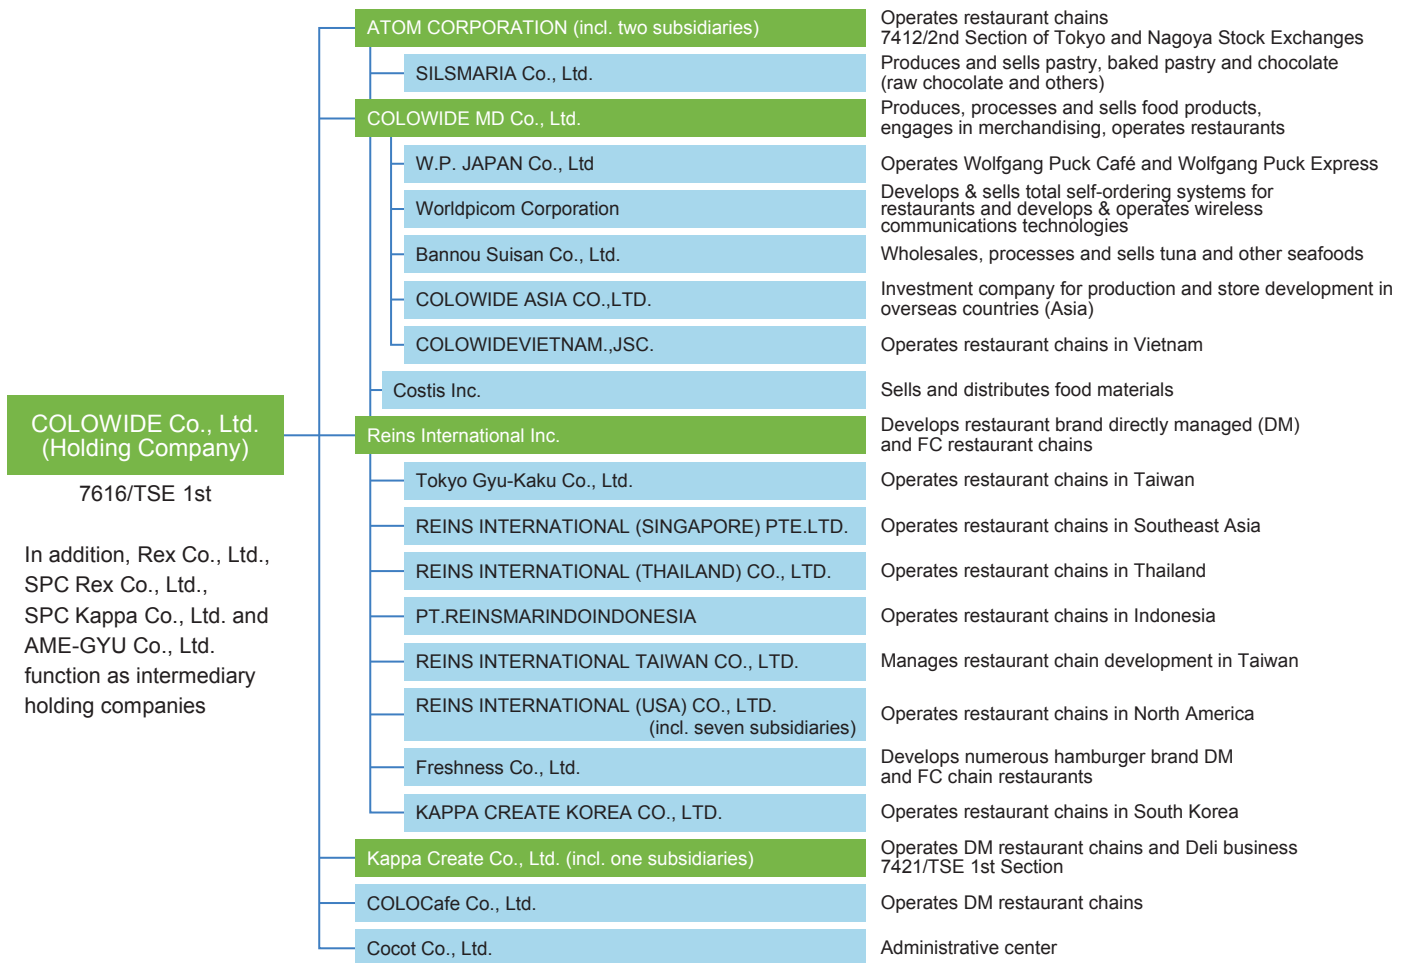 COLOWIDE Co., Ltd.
(Holding Company)
7616/TSE 1st
In addition, Rex Co., Ltd.,
SPC Rex Co., Ltd.,
SPC Kappa Co., Ltd. and
AME-GYU Co., Ltd.
function as intermediary
holding companies
ATOM CORPORATION (incl. two subsidiaries)
Operates restaurant chains
7412/2nd Section of Tokyo and Nagoya Stock Exchanges
SILSMARIA Co., Ltd.
Produces and sells pastry, baked pastry and chocolate
(raw chocolate and others)
COLOWIDE MD Co., Ltd.
Produces, processes and sells food products,
engages in merchandising, operates restaurants
W.P. JAPAN Co., Ltd
Operates Wolfgang Puck Café and Wolfgang Puck Express
Worldpicom Corporation
Develops & sells total self-ordering systems for
restaurants and develops & operates wireless
communications technologies
Bannou Suisan Co., Ltd.
Wholesales, processes and sells tuna and other seafoods
COLOWIDE ASIA CO.,LTD.
Investment company for production and store development in
overseas countries (Asia)
COLOWIDEVIETNAM.,JSC.
Operates restaurant chains in Vietnam
Costis Inc.
Sells and distributes food materials
Reins International Inc.
Develops restaurant brand directly managed (DM)
and FC restaurant chains
Tokyo Gyu-Kaku Co., Ltd.
Operates restaurant chains in Taiwan
REINS INTERNATIONAL (SINGAPORE) PTE.LTD.
Operates restaurant chains in Southeast Asia
REINS INTERNATIONAL (THAILAND) CO., LTD.
Operates restaurant chains in Thailand
PT.REINSMARINDOINDONESIA
Operates restaurant chains in Indonesia
REINS INTERNATIONAL TAIWAN CO., LTD.
Manages restaurant chain development in Taiwan
REINS INTERNATIONAL (USA) CO., LTD.
(incl. seven subsidiaries)
Operates restaurant chains in North America
Freshness Co., Ltd.
Develops numerous hamburger brand DM
and FC chain restaurants
KAPPA CREATE KOREA CO., LTD.
Operates restaurant chains in South Korea
Kappa Create Co., Ltd. (incl. one subsidiaries)
Operates DM restaurant chains and Deli business
7421/TSE 1st Section
COLOCafe Co., Ltd.
Operates DM restaurant chains
Cocot Co., Ltd.
Administrative center